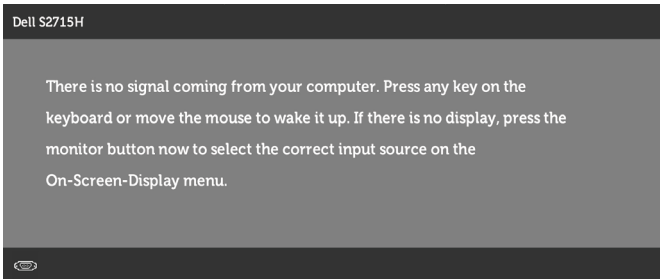 Dell S2715H
There is no signal coming from your computer. Press any key on the
keyboard or move the mouse to wake it up. If there is no display, press the
monitor button now to select the correct input source on the
On-Screen-Display menu.